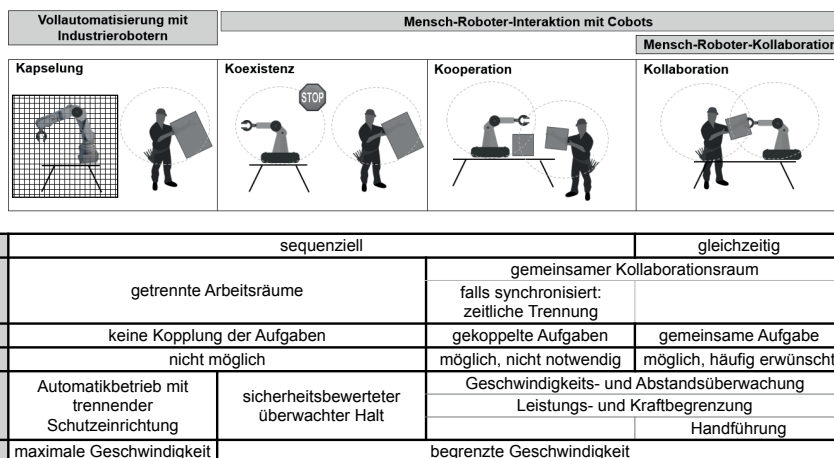 Vollautomatisierung mit
Industrierobotern
Mensch-Roboter-Interaktion mit Cobots
Mensch-Roboter-Kollaboration
Kapselung
Koexistenz
Kooperation
Kollaboration
STOP
sequenziell
gleichzeitig
getrennte Arbeitsräume
gemeinsamer Kollaborationsraum
falls synchronisiert:
zeitliche Trennung
keine Kopplung der Aufgaben
gekoppelte Aufgaben
gemeinsame Aufgabe
nicht möglich
möglich, nicht notwendig
möglich, häufig erwünscht
Automatikbetrieb mit
trennender
Schutzeinrichtung
sicherheitsbewerteter
überwachter Halt
Geschwindigkeits- und Abstandsüberwachung
Leistungs- und Kraftbegrenzung
Handführung
maximale Geschwindigkeit
begrenzte Geschwindigkeit